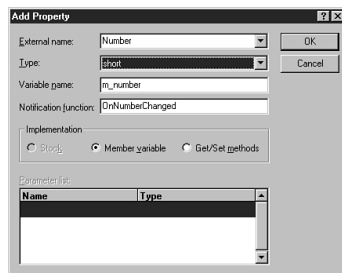 Add Property
External name: Number OK
Type: short Cancel
Variable name: m_number
Notification function: OnNumberChanged
Implementation
Stock Member variable Get/Set methods
Parameter list:
Name Type